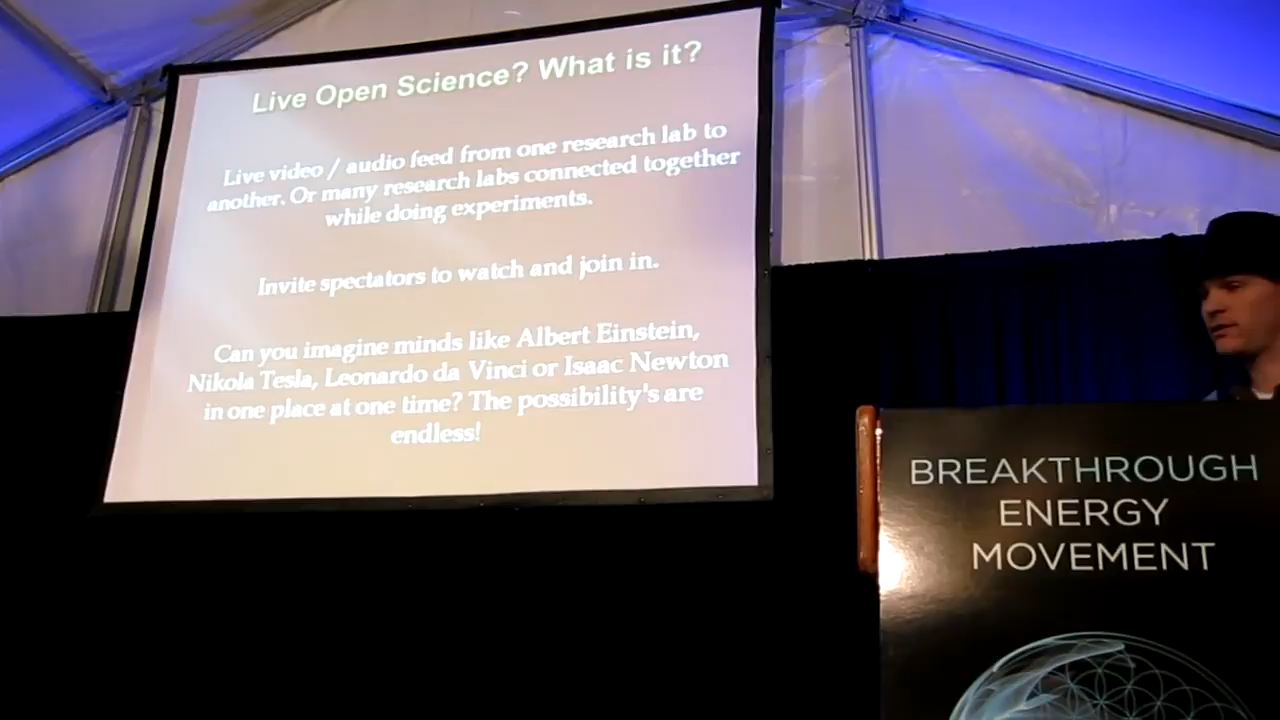 Live Open Science? What is it?
Live video / audio feed from one research lab to
another. Or many research labs connected together
while doing experiments.
Invite spectators to watch and join in.
Can you imagine minds like Albert Einstein,
Nikola Tesla, Leonardo da Vinci or Isaac Newton
in one place at one time? The possibility's are
endless!
BREAKTHROUGH
ENERGY
MOVEMENT